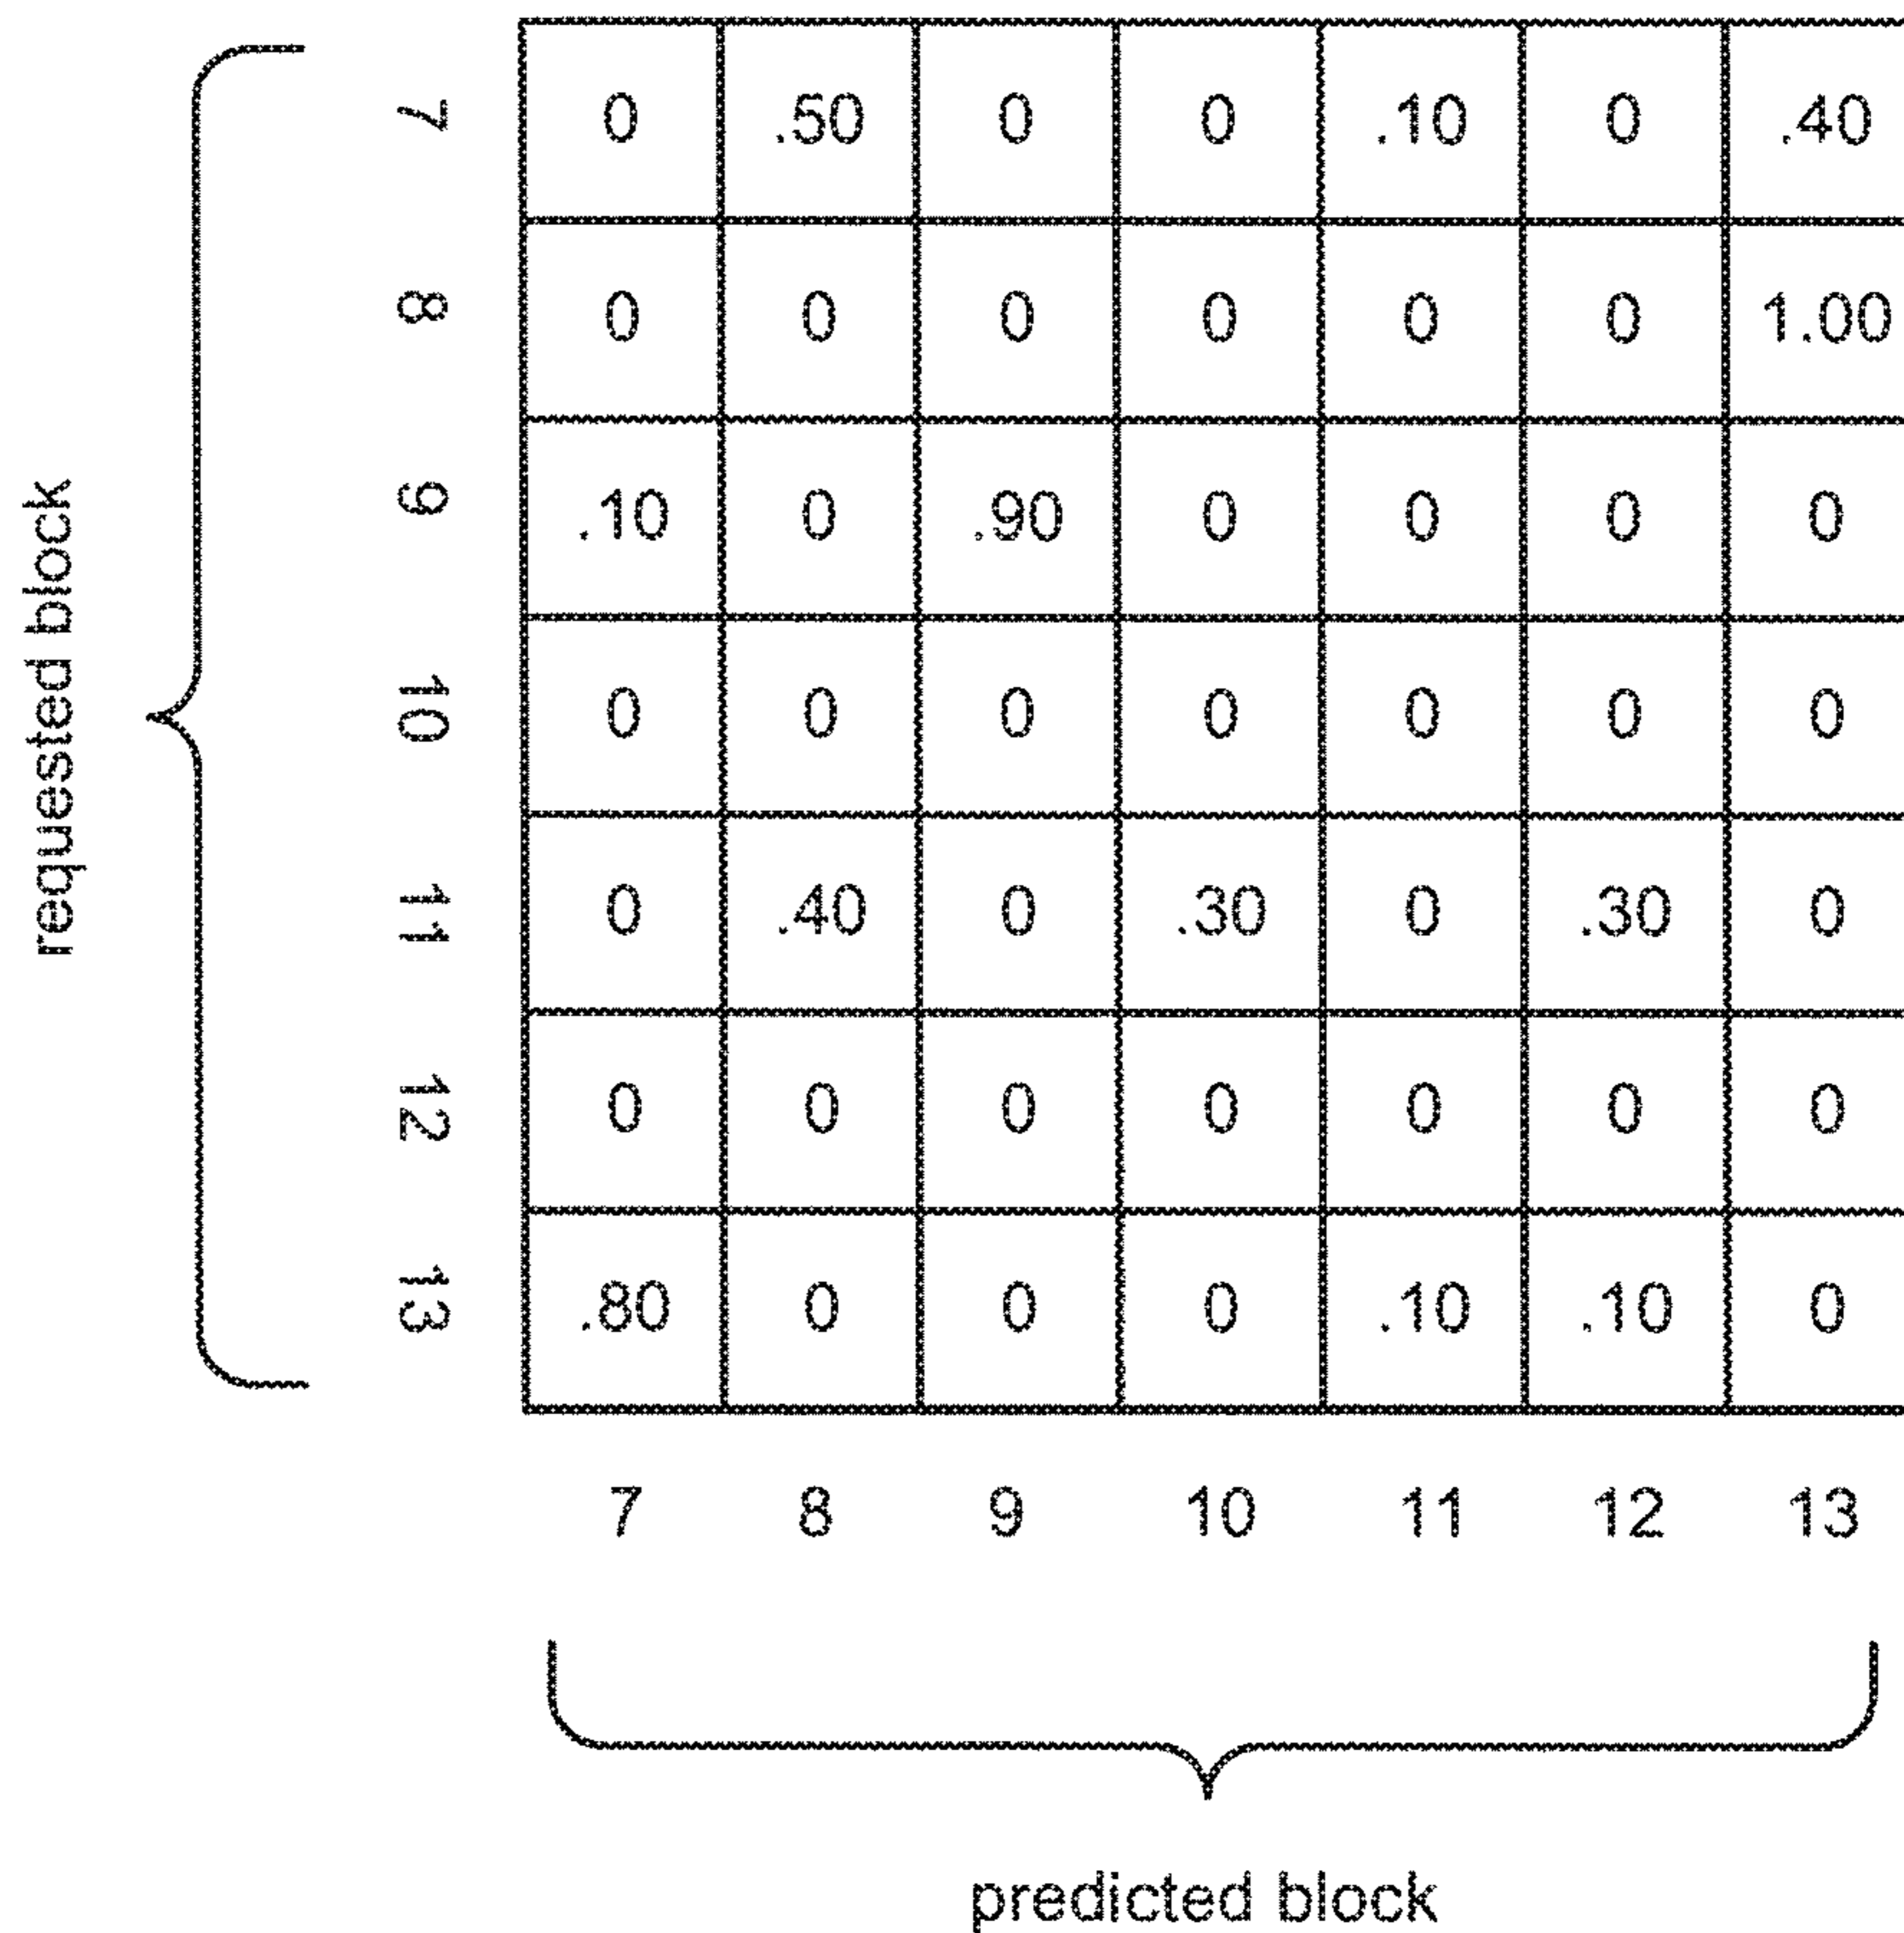 requested block
7 0 .50 0 0 .10 0 .40
8 0 0 0 0 0 0 1.00
9 .10 0 .90 0 0 0 0
10 0 0 0 0 0 0 0
11 0 .40 0 .30 0 .30 0
12 0 0 0 0 0 0 0
13 .80 0 0 0 .10 .10 0
7 8 9 10 11 12 13
predicted block